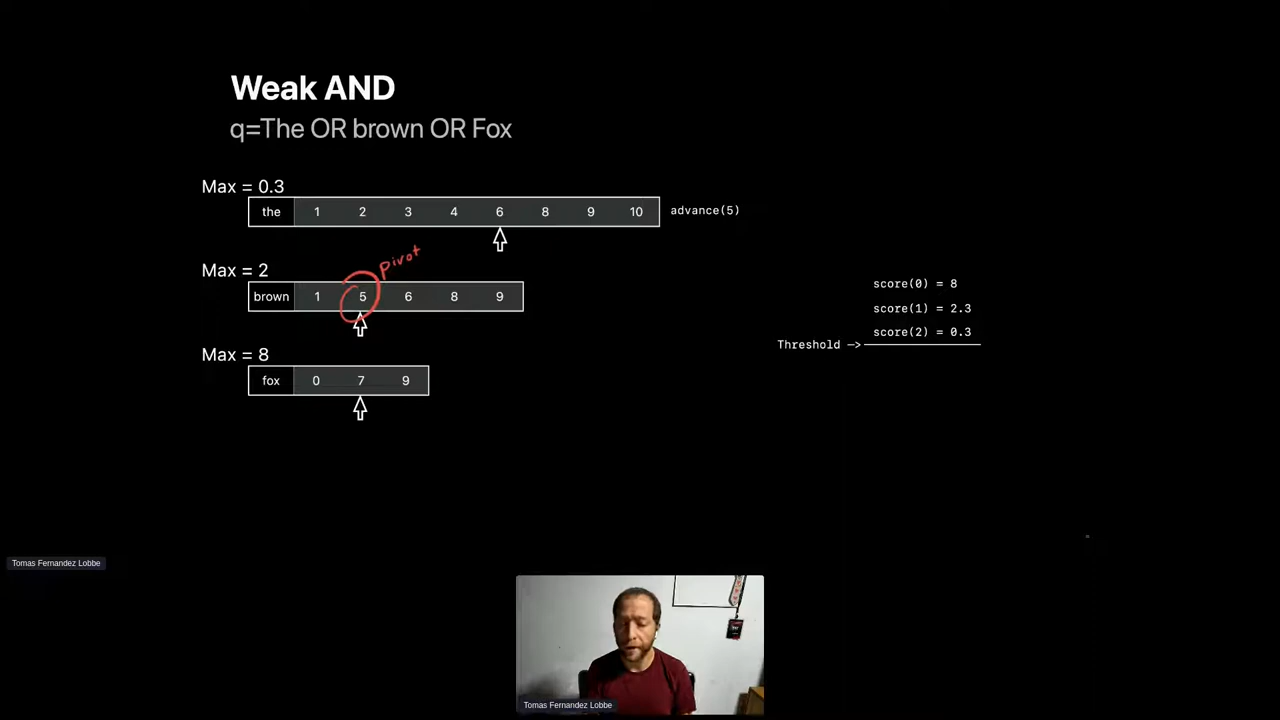 Weak AND
q=The OR brown OR Fox
Max = 0.3
the 1 2 3 4 6 8 9 10 advance(5)
pivot
Max = 2
brown 1 5 6 8 9
Max = 8
fox 0 7 9
score(0) = 8
score(1) = 2.3
score(2) = 0.3
Threshold —>
Tomas Fernandez Lobbe
Tomas Fernandez Lobbe